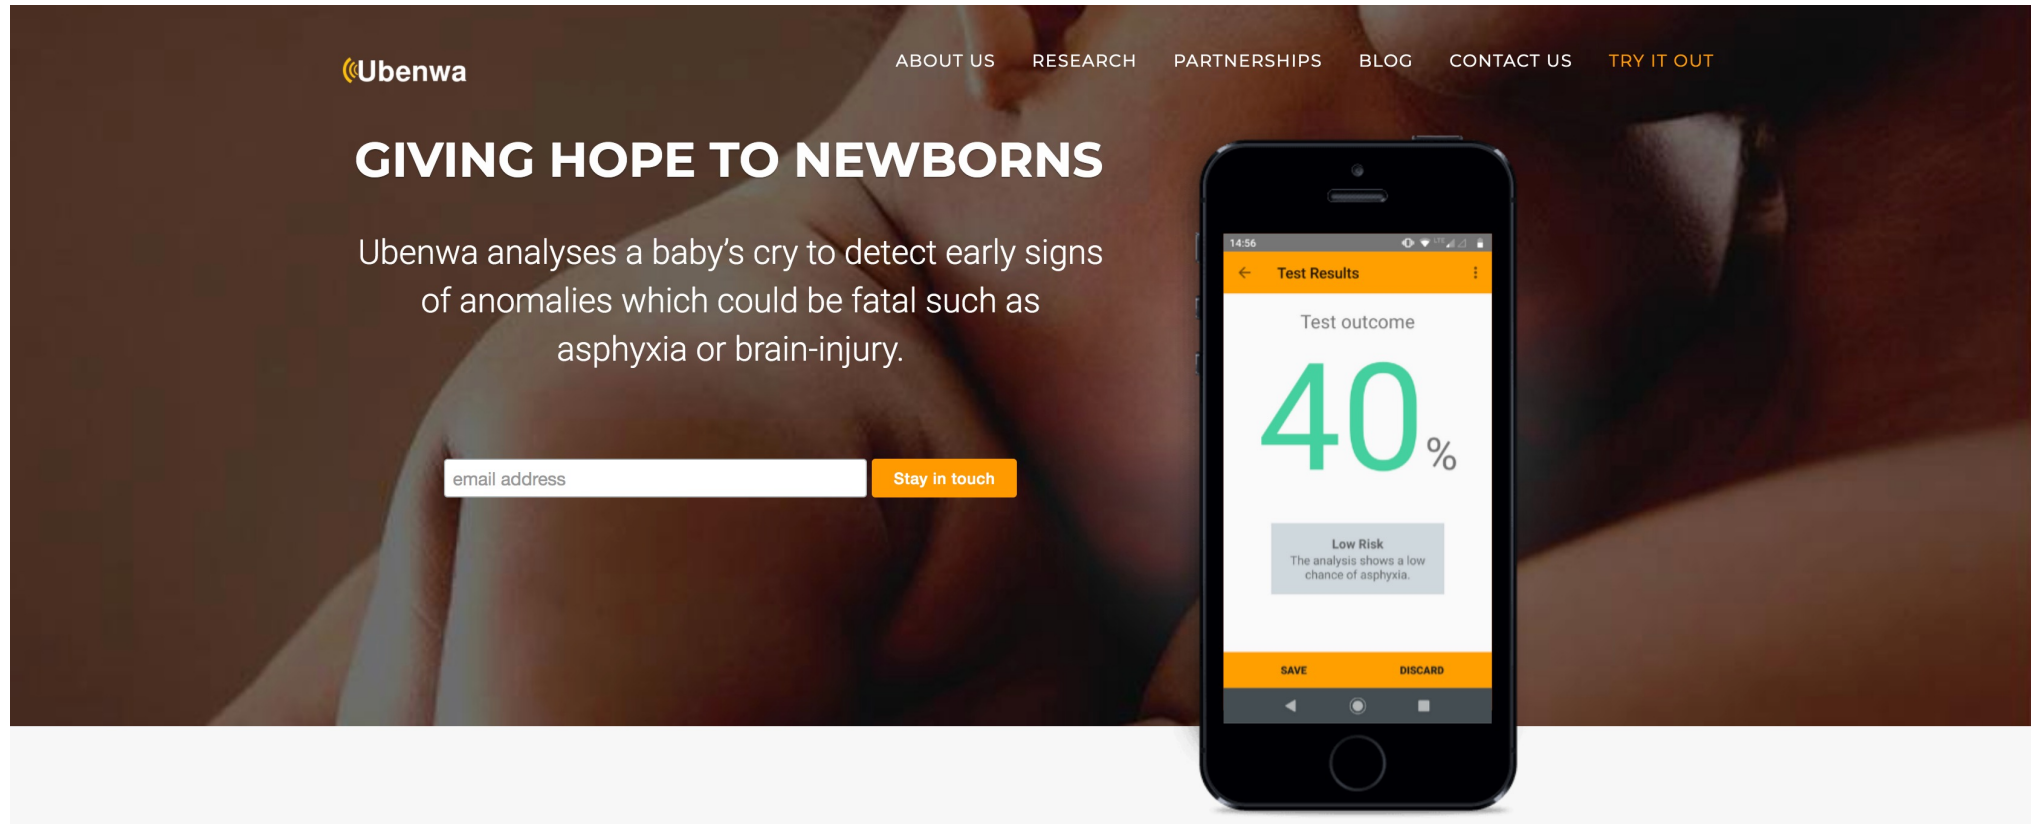 Ubenwa
ABOUT US RESEARCH PARTNERSHIPS BLOG CONTACT US TRY IT OUT
GIVING HOPE TO NEWBORNS
Ubenwa analyses a baby's cry to detect early signs
of anomalies which could be fatal such as
asphyxia or brain-injury.
email address
Stay in touch
14:56 LTE
Test Results
Test outcome
40%
Low Risk
The analysis shows a low
chance of asphyxia.
SAVE DISCARD